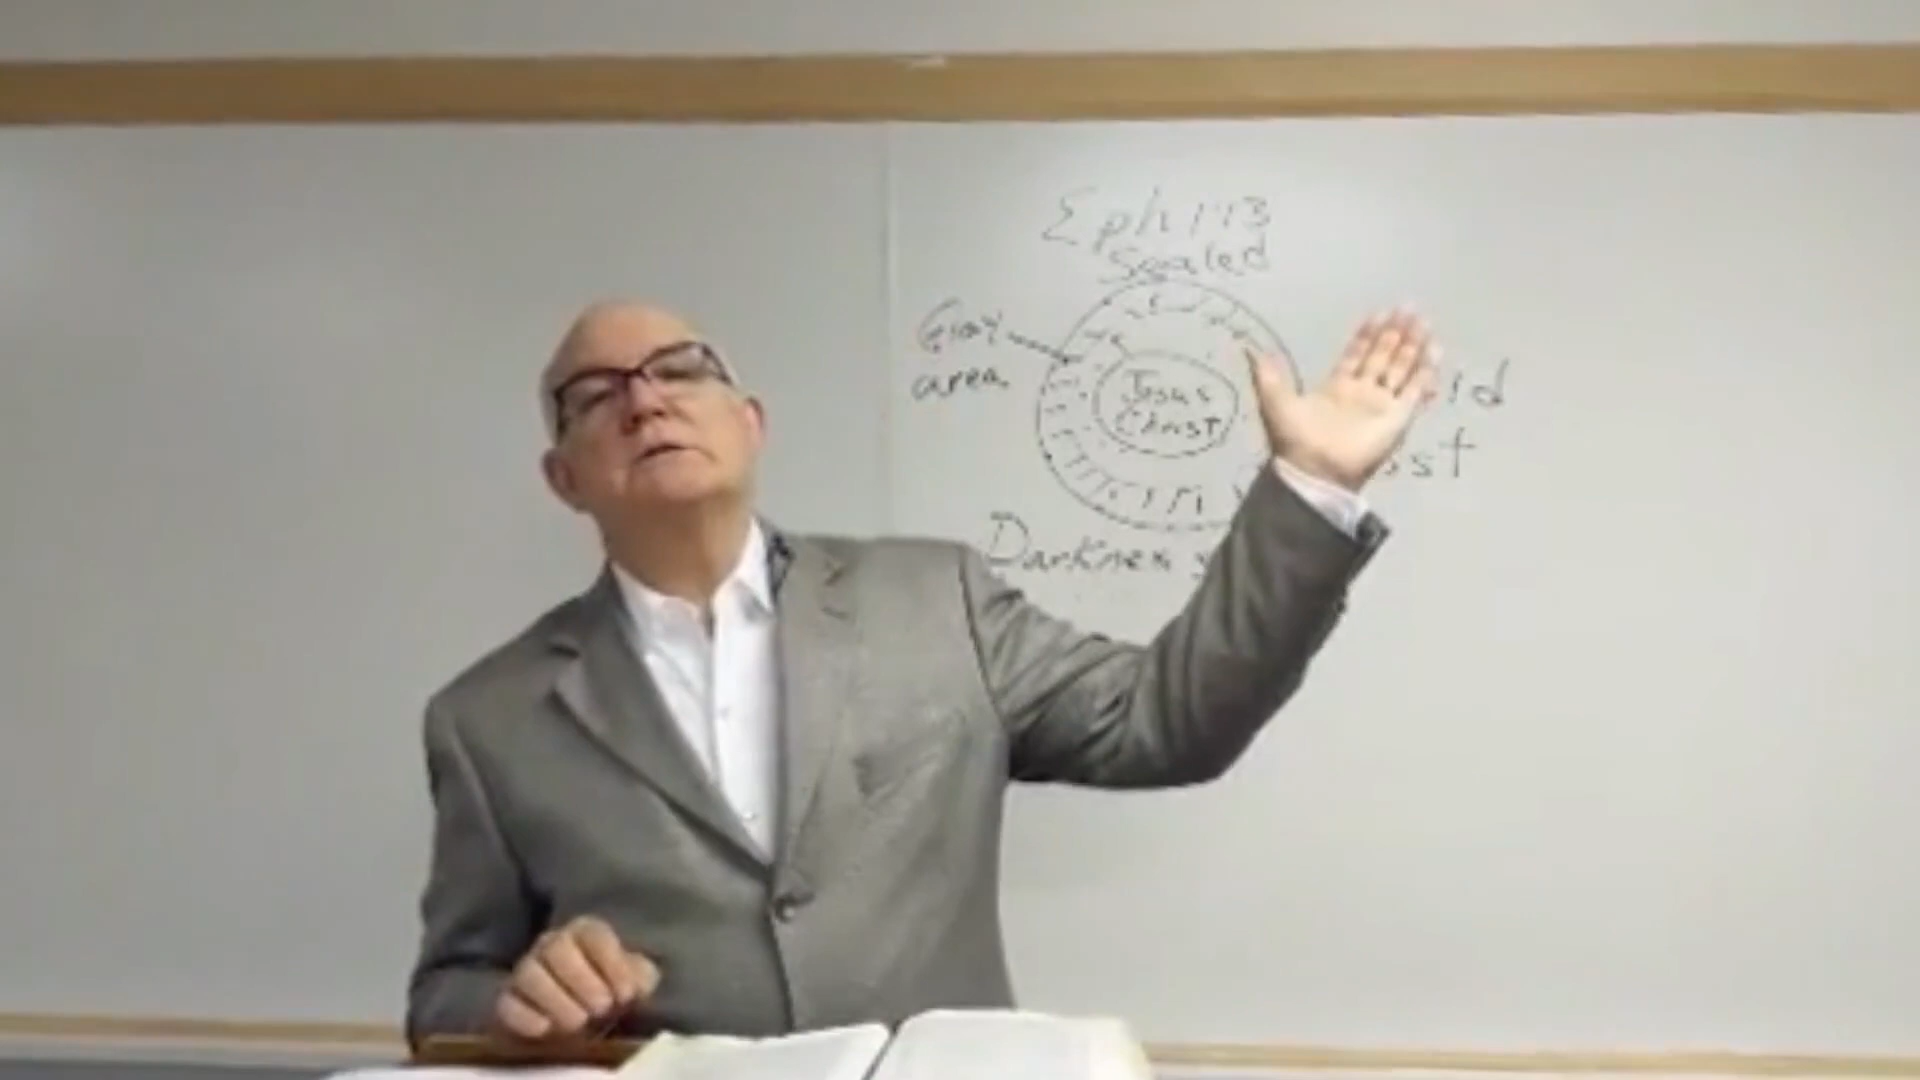 Eph 1:13
Sealed
Gray
area
Jesus
Christ
Darkness